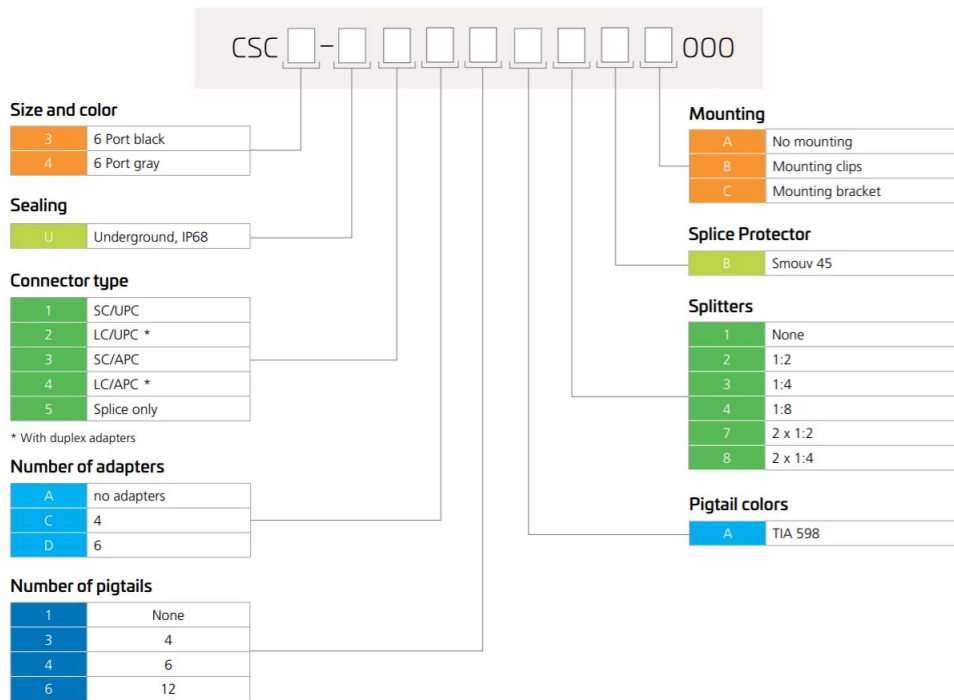 CSC - 000
Size and color
3 6 Port black
4 6 Port gray
Sealing
U Underground, IP68
Connector type
1 SC/UPC
2 LC/UPC *
3 SC/APC
4 LC/APC *
5 Splice only
* With duplex adapters
Number of adapters
A no adapters
C 4
D 6
Number of pigtails
1 None
3 4
4 6
6 12
Mounting
A No mounting
B Mounting clips
C Mounting bracket
Splice Protector
B Smouv 45
Splitters
1 None
2 1:2
3 1:4
4 1:8
7 2 x 1:2
8 2 x 1:4
Pigtail colors
A TIA 598